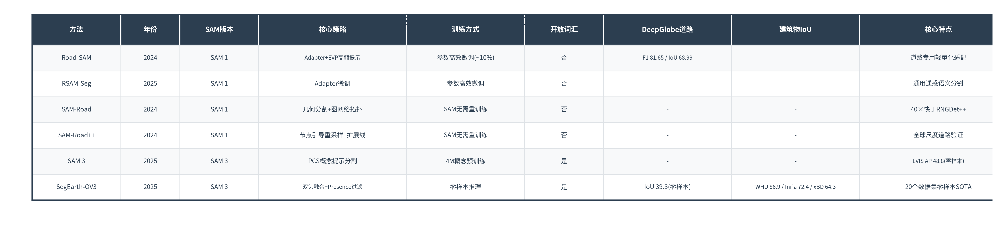 方法 年份 SAM版本 核心策略 训练方式 开放词汇 DeepGlobe道路 建筑物IoU 核心特点
Road-SAM 2024 SAM 1 Adapter+EVP高频提示 参数高效微调(~10%) 否 F1 81.65 / IoU 68.99 - 道路专用轻量化适配
RSAM-Seg 2025 SAM 1 Adapter微调 参数高效微调 否 - - 通用遥感语义分割
SAM-Road 2024 SAM 1 几何分割+图网络拓扑 SAM无需重训练 否 - - 40×快于RNGDet++
SAM-Road++ 2024 SAM 1 节点引导重采样+扩展线 SAM无需重训练 否 - - 全球尺度道路验证
SAM 3 2025 SAM 3 PCS概念提示分割 4M概念预训练 是 - - LVIS AP 48.8(零样本)
SegEarth-OV3 2025 SAM 3 双头融合+Presence过滤 零样本推理 是 IoU 39.3(零样本) WHU 86.9 / Inria 72.4 / xBD 64.3 20个数据集零样本SOTA